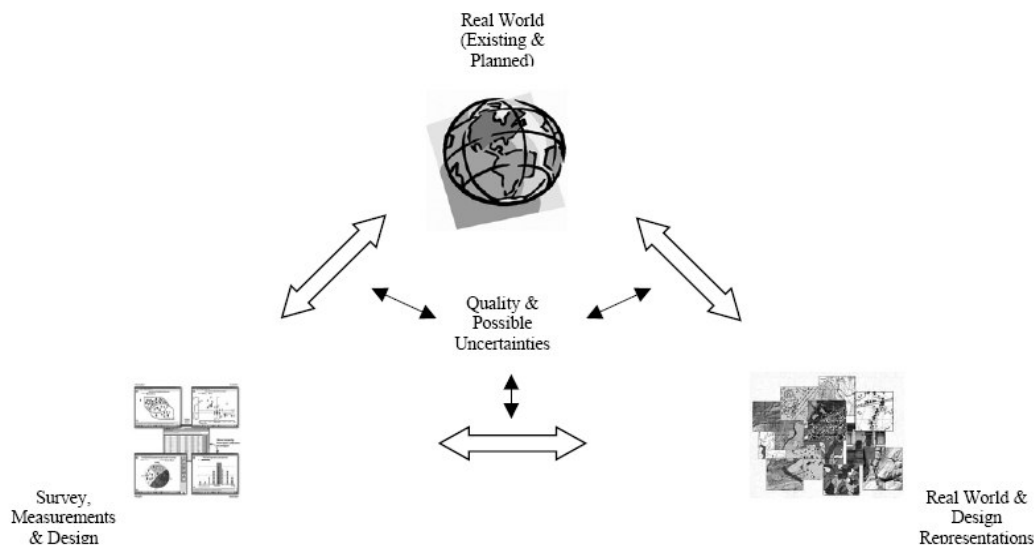 Real World
(Existing &
Planned)
Quality &
Possible
Uncertainties
Survey,
Measurements
& Design
Real World &
Design
Representations